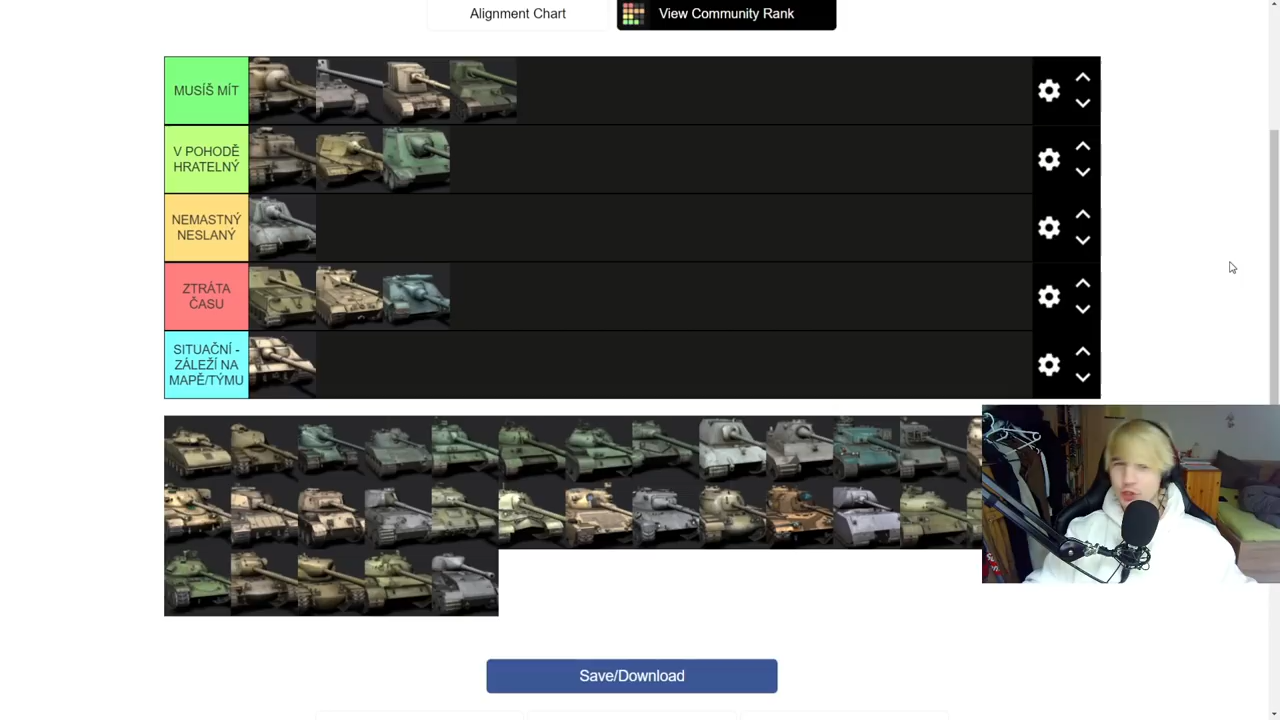 Alignment Chart
View Community Rank
MUSÍŠ MÍT
V POHODĚ
HRATELNÝ
NEMASTNÝ
NESLANÝ
ZTRÁTA
ČASU
SITUAČNÍ -
ZÁLEŽÍ NA
MAPĚ/TÝMU
Save/Download